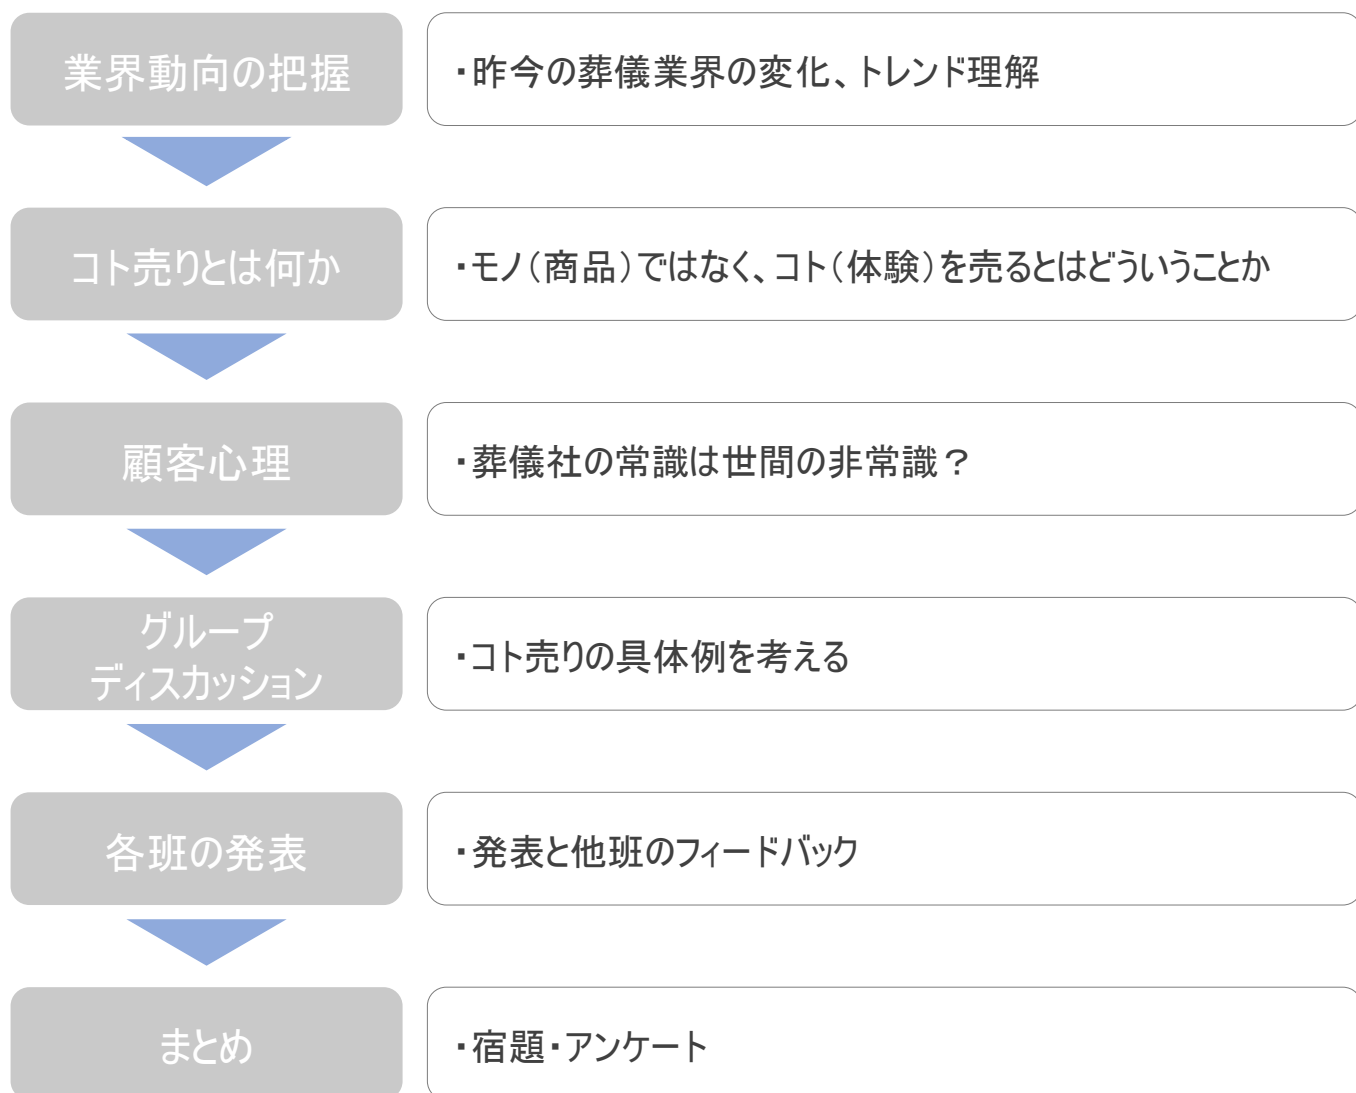 業界動向の把握
・昨今の葬儀業界の変化、トレンド理解
コト売りとは何か
・モノ(商品)ではなく、コト(体験)を売るとはどういうことか
顧客心理
・葬儀社の常識は世間の非常識？
グループ
ディスカッション
・コト売りの具体例を考える
各班の発表
・発表と他班のフィードバック
まとめ
・宿題・アンケート